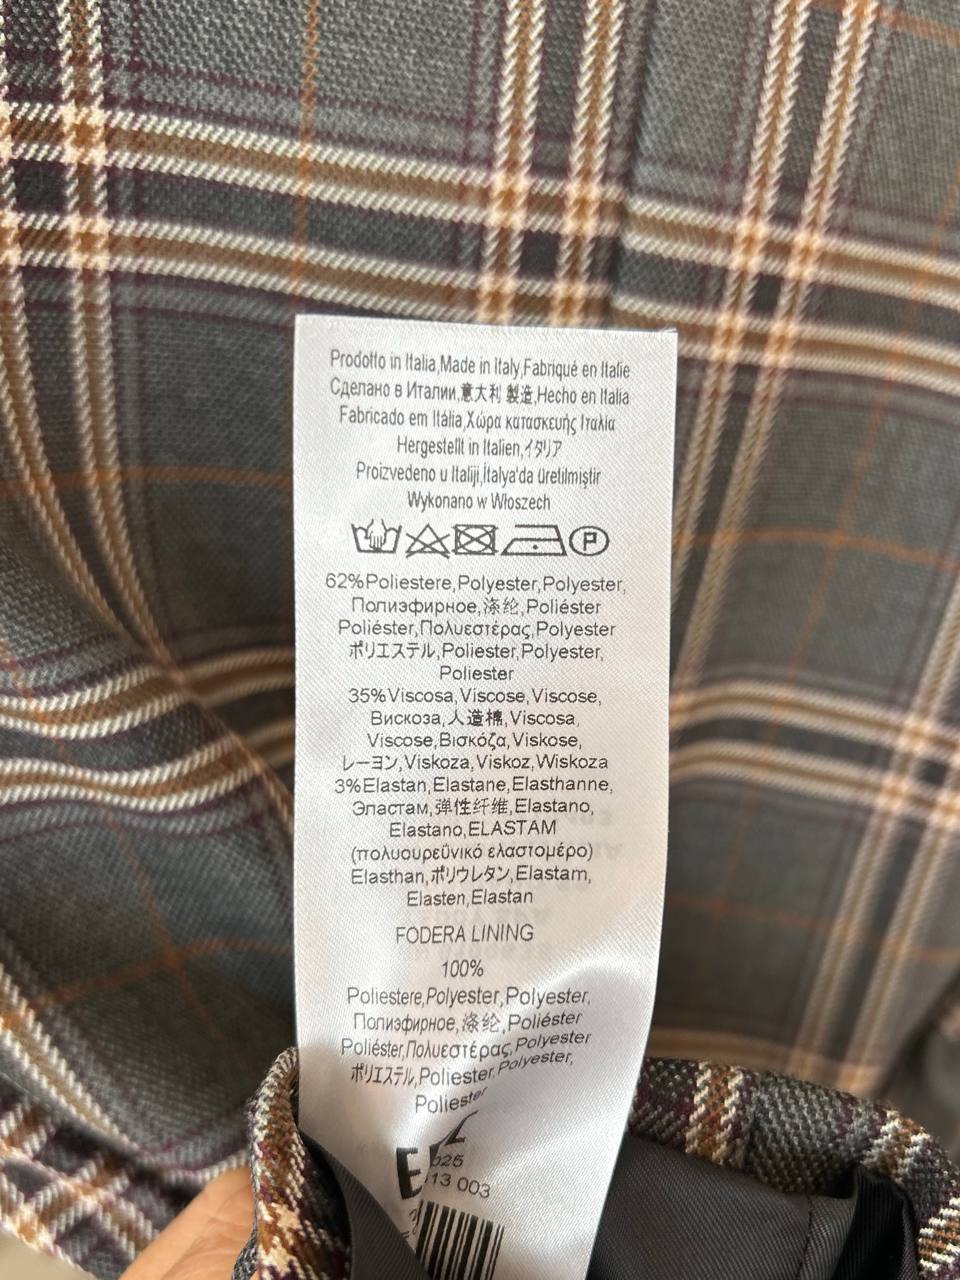 Prodotto in Italia,Made in Italy,Fabriqué en Italie
Сделано в Италии,意大利 製造,Hecho en Italia
Fabricado em Itália,Χώρα κατασκευής Ιταλία
Hergestellt in Italien,イタリア
Proizvedeno u Italiji,İtalya'da üretilmiştir
Wykonano w Włoszech
P
62%Poliestere,Polyester,Polyester,
Полиэфирное,涤纶,Poliéster
Poliéster,Πολυεστέρας,Polyester
ポリエステル,Poliester,Polyester,
Poliester
35%Viscosa,Viscose,Viscose,
Вискоза,人造棉,Viscosa,
Viscose,Βισκόζα,Viskose,
レーヨン,Viskoza,Viskoz,Wiskoza
3%Elastan,Elastane,Elasthanne,
Эластам,弹性纤维,Elastano,
Elastano,ELASTAM
(πολυουρεϋνικό ελαστομέρο)
Elasthan,ポリウレタン,Elastam,
Elasten,Elastan
FODERA LINING
100%
Poliestere,Polyester,Polyester,
Полиэфирное,涤纶,Poliéster
Poliéster,Πολυεστέρας,Polyester
ポリエステル,Poliester,Polyester,
Poliester
025
13 003